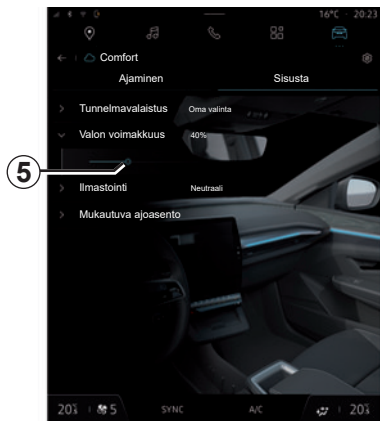 16°C 20:23
Comfort
Ajaminen Sisusta
Tunnelmavalaistus Oma valinta
Valon voimakkuus 40%
5
Ilmastointi Neutraali
Mukautuva ajoasento
20 5 SYNC A/C 20